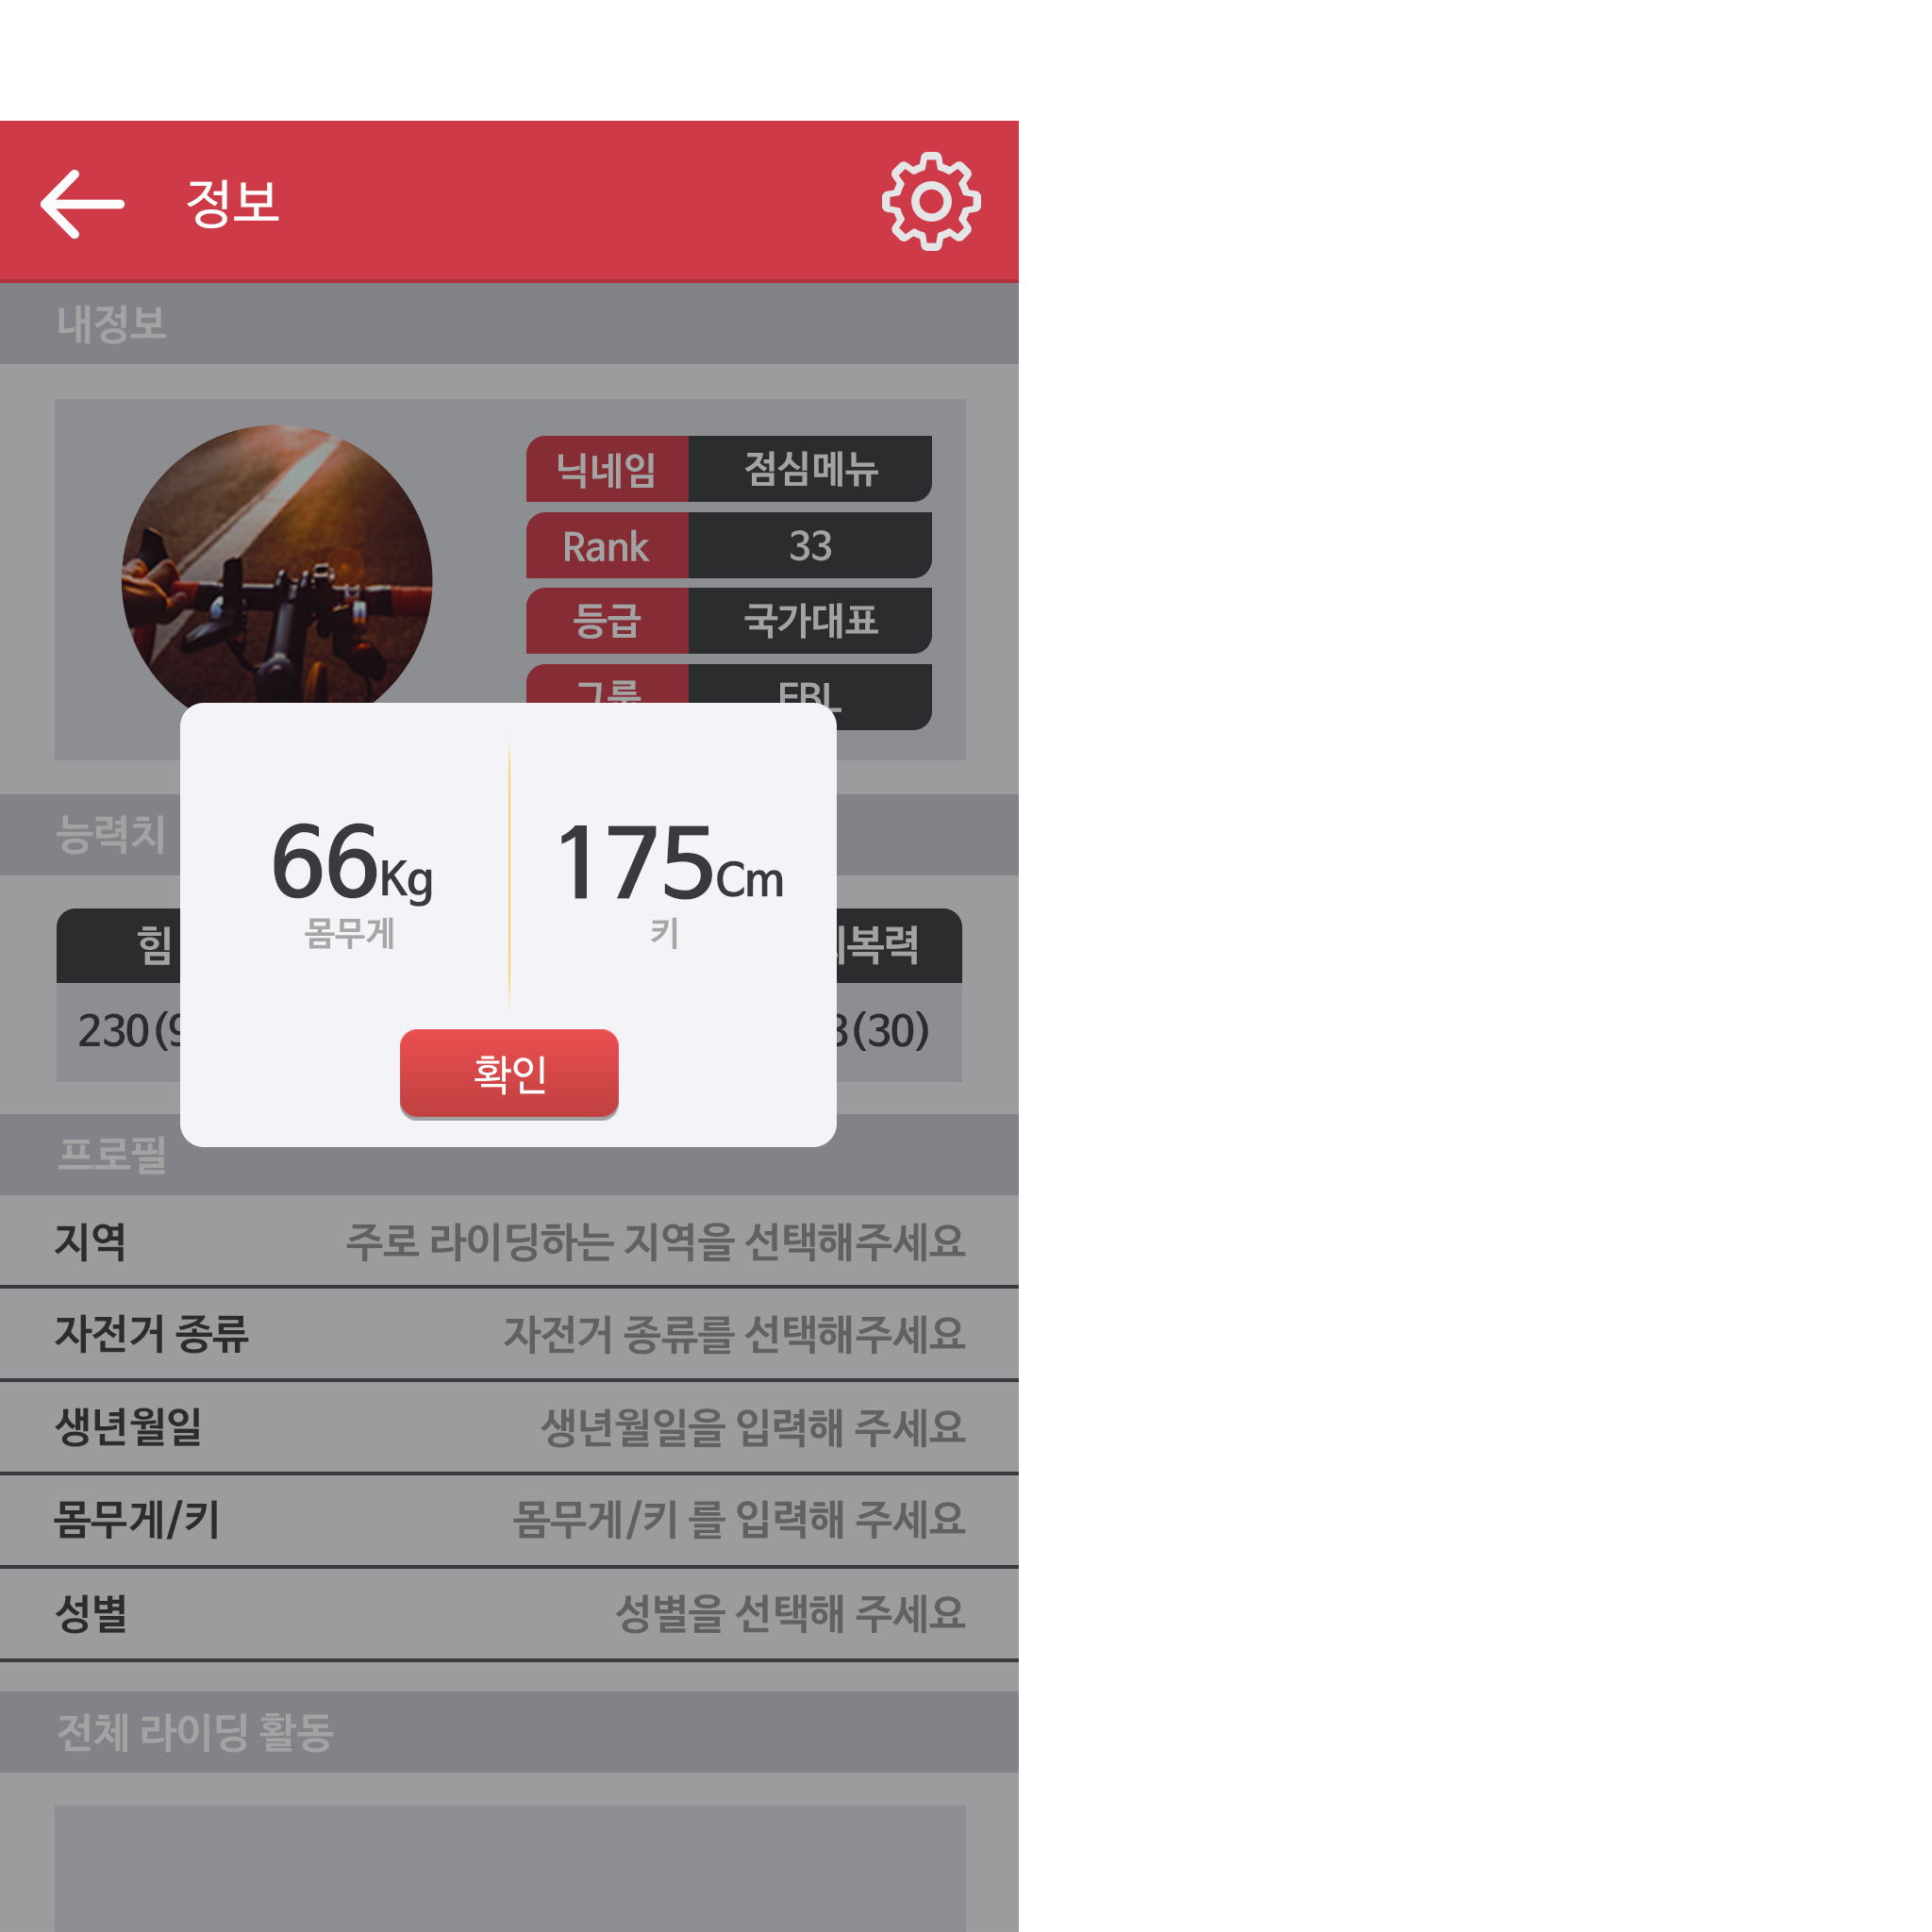 정보
내정보
닉네임 점심메뉴
Rank 33
등급 국가대표
그룹
능력치
66Kg 175Cm
몸무게 키
힘 회복력
230(9 3(30)
확인
프로필
지역 주로 라이딩하는 지역을 선택해주세요
자전거 종류 자전거 종류를 선택해주세요
생년월일 생년월일을 입력해 주세요
몸무게/키 몸무게/키 를 입력해 주세요
성별 성별을 선택해 주세요
전체 라이딩 활동